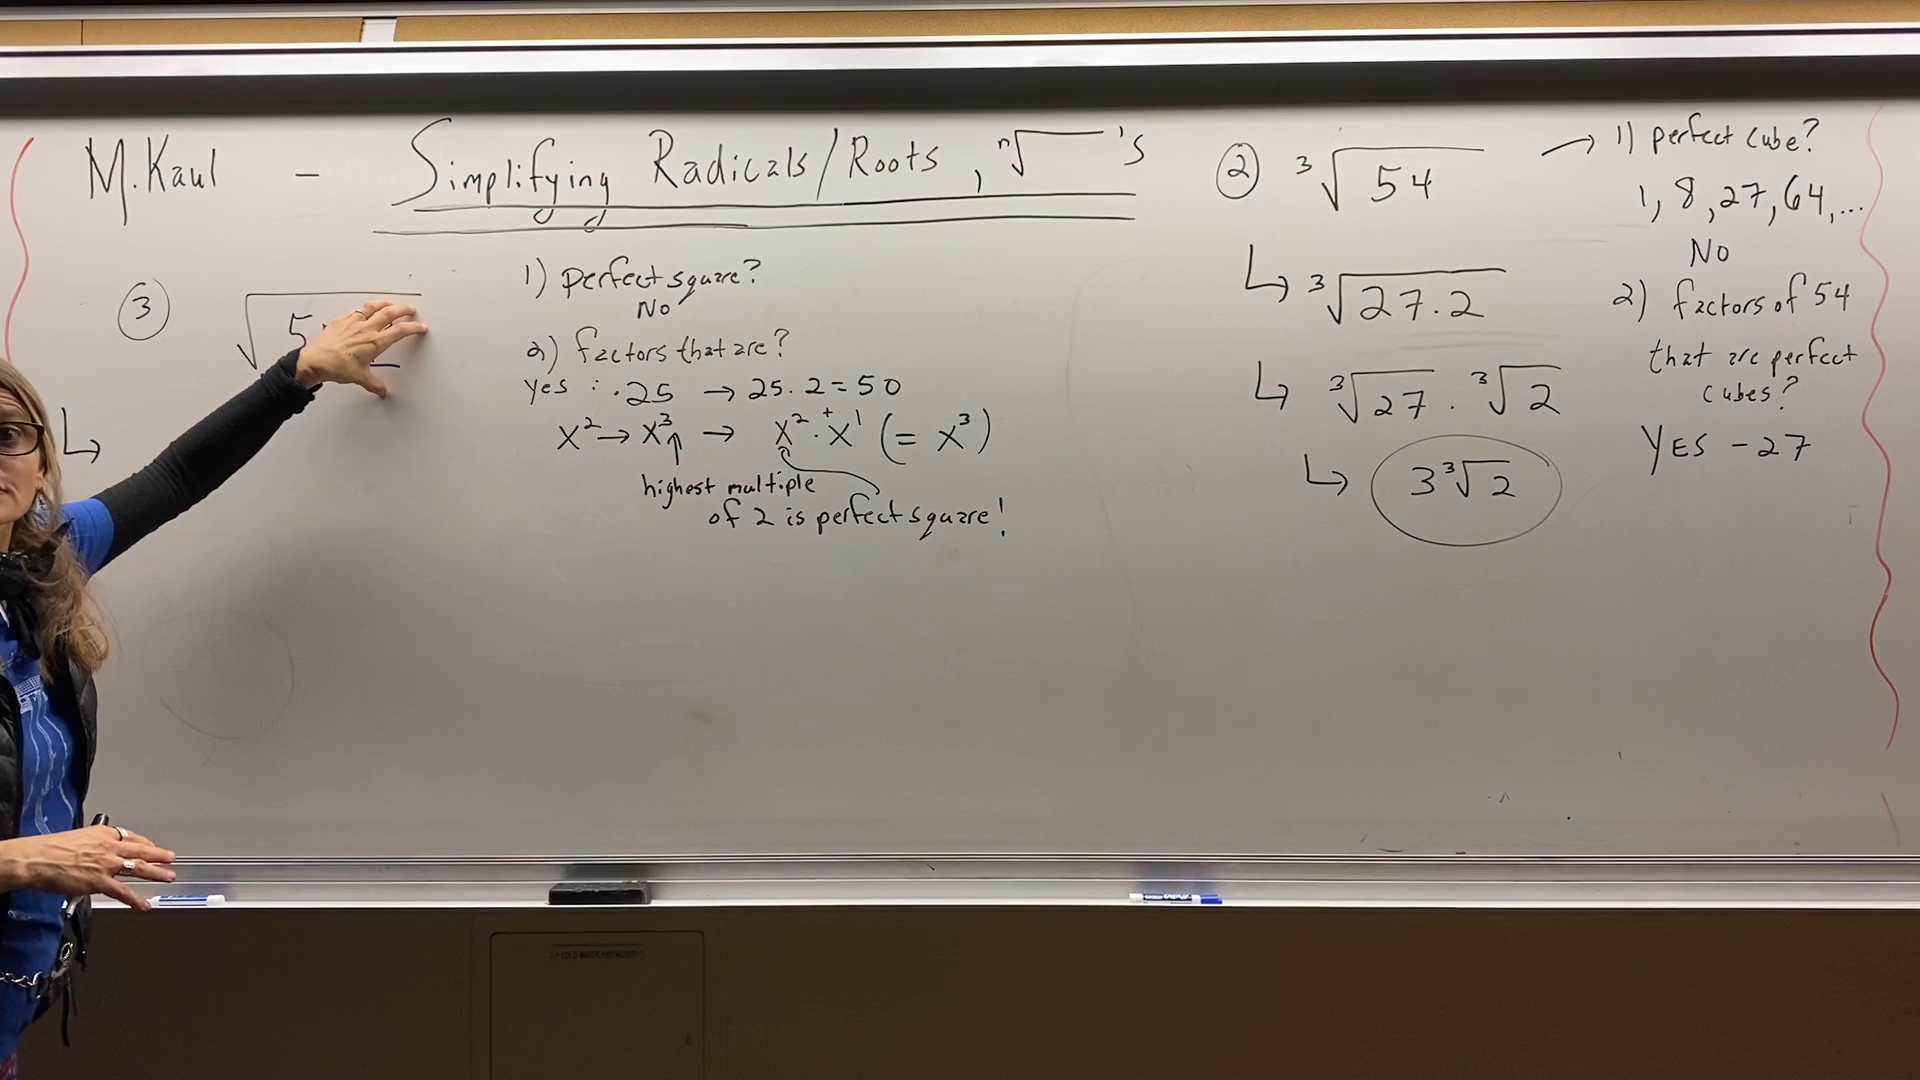 M.Kaul - Simplifying Radicals/Roots, ⁿ√ 's
③ √5
1) perfect square?
No
2) factors that are?
yes : .25 → 25.2=50
x² → x³ → x² · x¹ (= x³)
+
highest multiple
of 2 is perfect square!
↳
② ³√54
↳ ³√27.2
↳ ³√27 · ³√2
↳ 3³√2
→ 1) perfect cube?
1, 8, 27, 64, ...
NO
2) factors of 54
that are perfect
cubes?
YES - 27